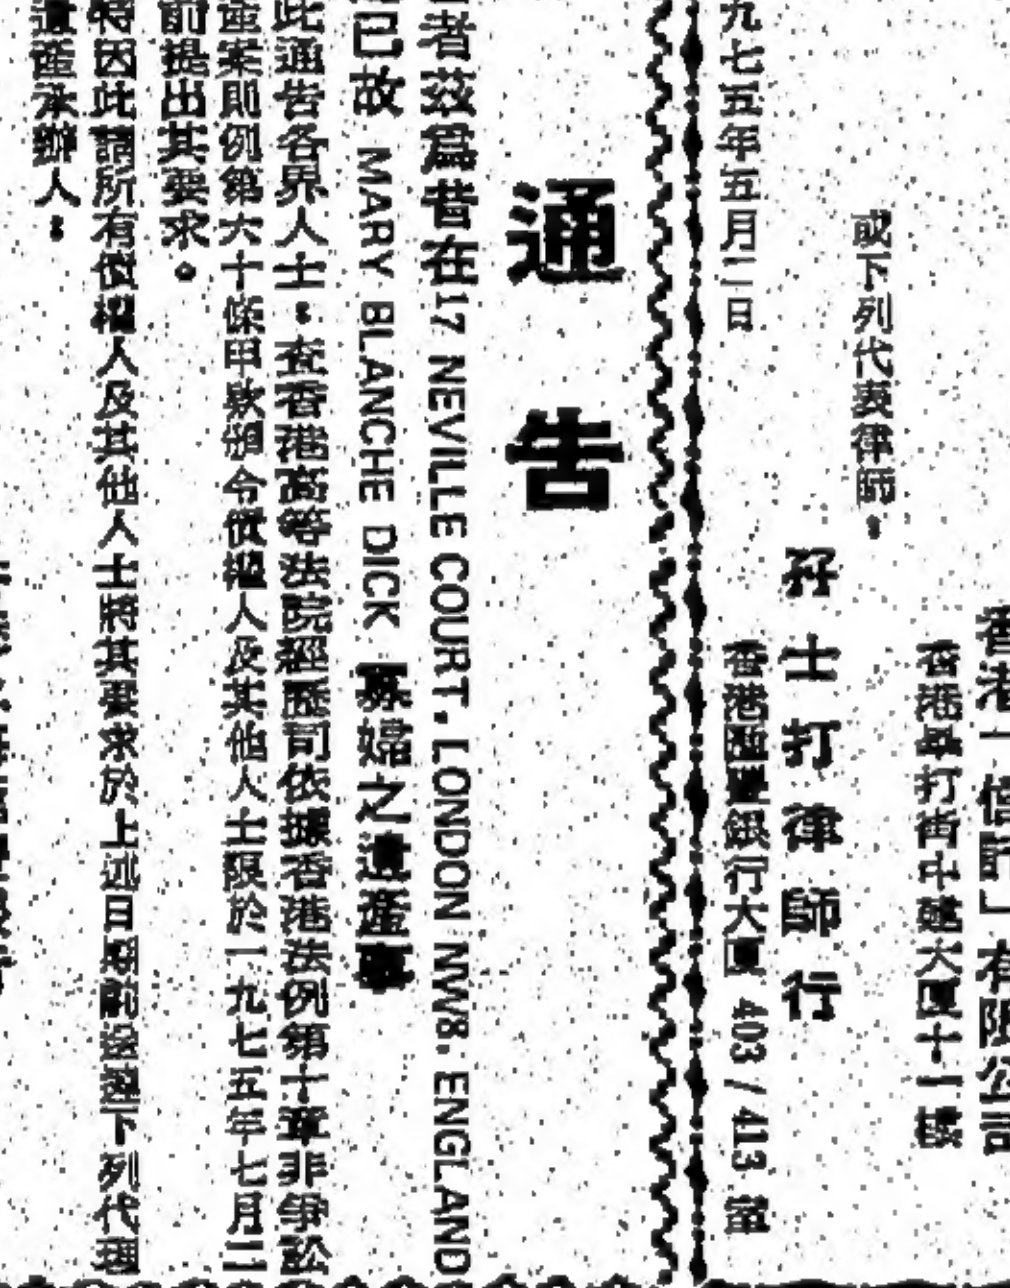 香港
信託」有限公司
香港畢打街中建大厦十一樓
或下列代表律師,
孖士打律師行
香港匯豐銀行大厦 403 / 413 室
九七五年五月二日
通告
者茲為昔在17 NEVILLE COURT. LONDON NW8. ENGLAND
已故 MARY BLANCHE DICK 寡婦之遺產事
此通告各界人士:查香港高等法院經歷司依據香港法例第十章非爭訟
產案則例第六十條甲欵頒令債權人及其他人士限於一九七五年七月二
前提出其要求。
特因此請所有債權人及其他人士將其要求於上述日期前送遞下列代理
遺產承辦人: